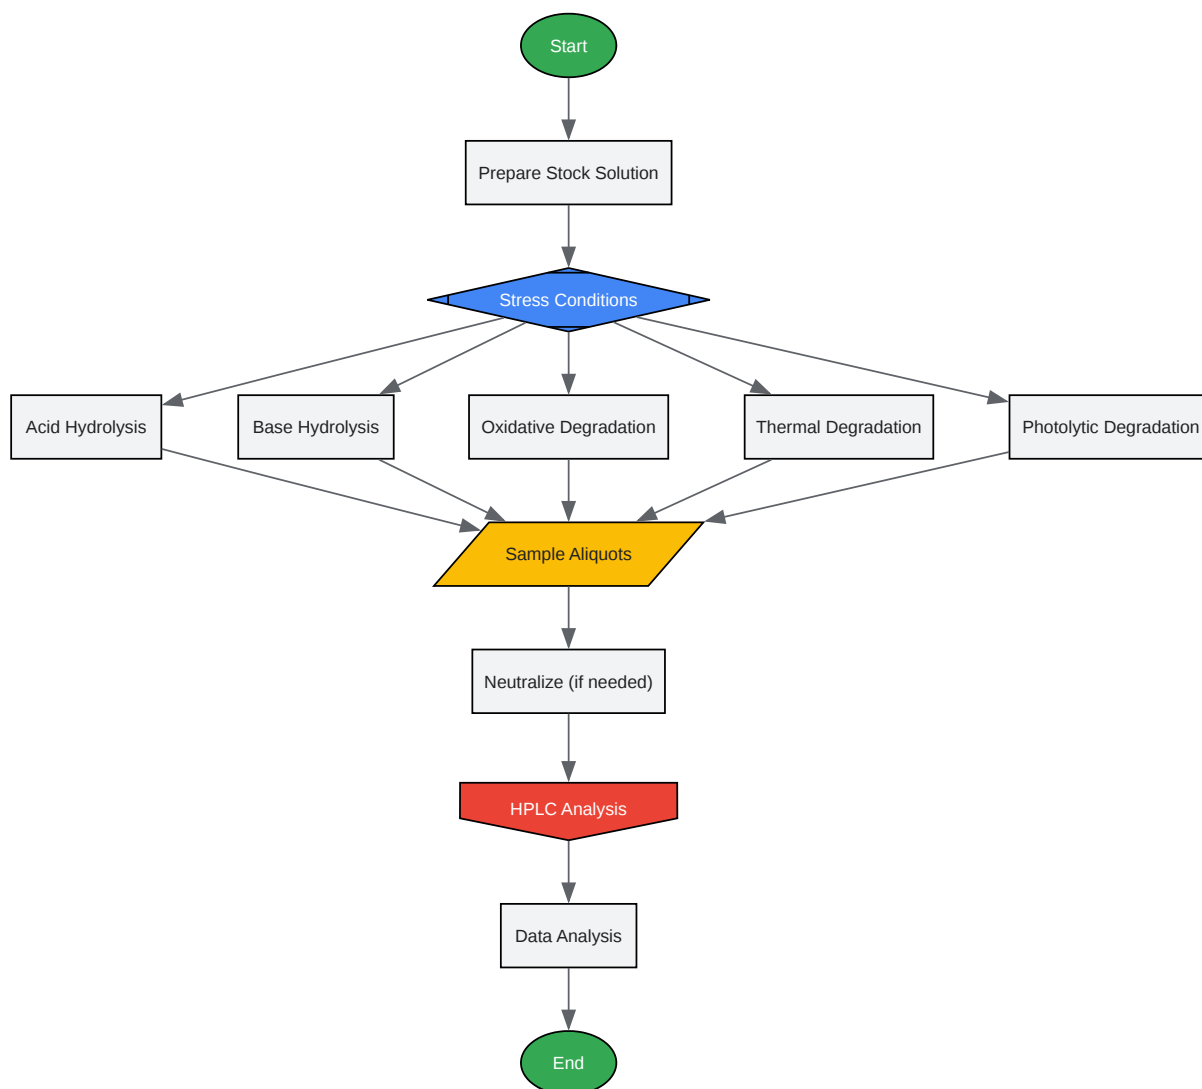 Start
Prepare Stock Solution
Stress Conditions
Acid Hydrolysis
Base Hydrolysis
Oxidative Degradation
Thermal Degradation
Photolytic Degradation
Sample Aliquots
Neutralize (if needed)
HPLC Analysis
Data Analysis
End